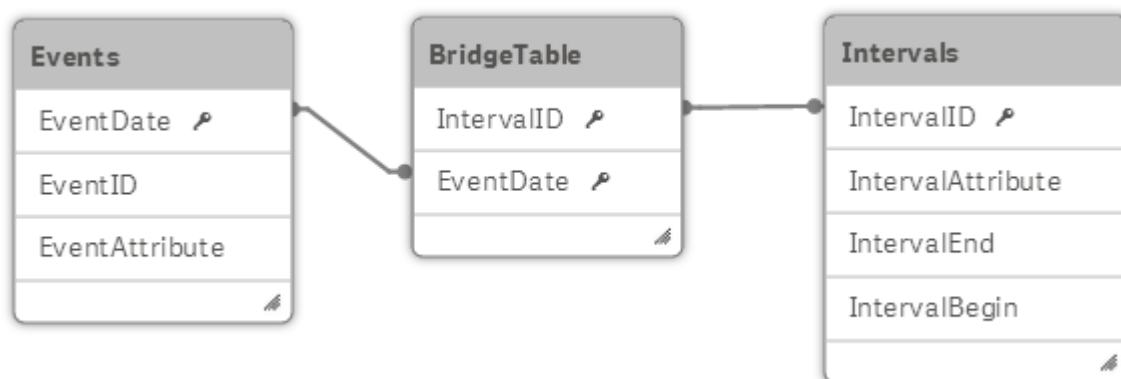 Events
EventDate
EventID
EventAttribute
BridgeTable
IntervalID
EventDate
Intervals
IntervalID
IntervalAttribute
IntervalEnd
IntervalBegin